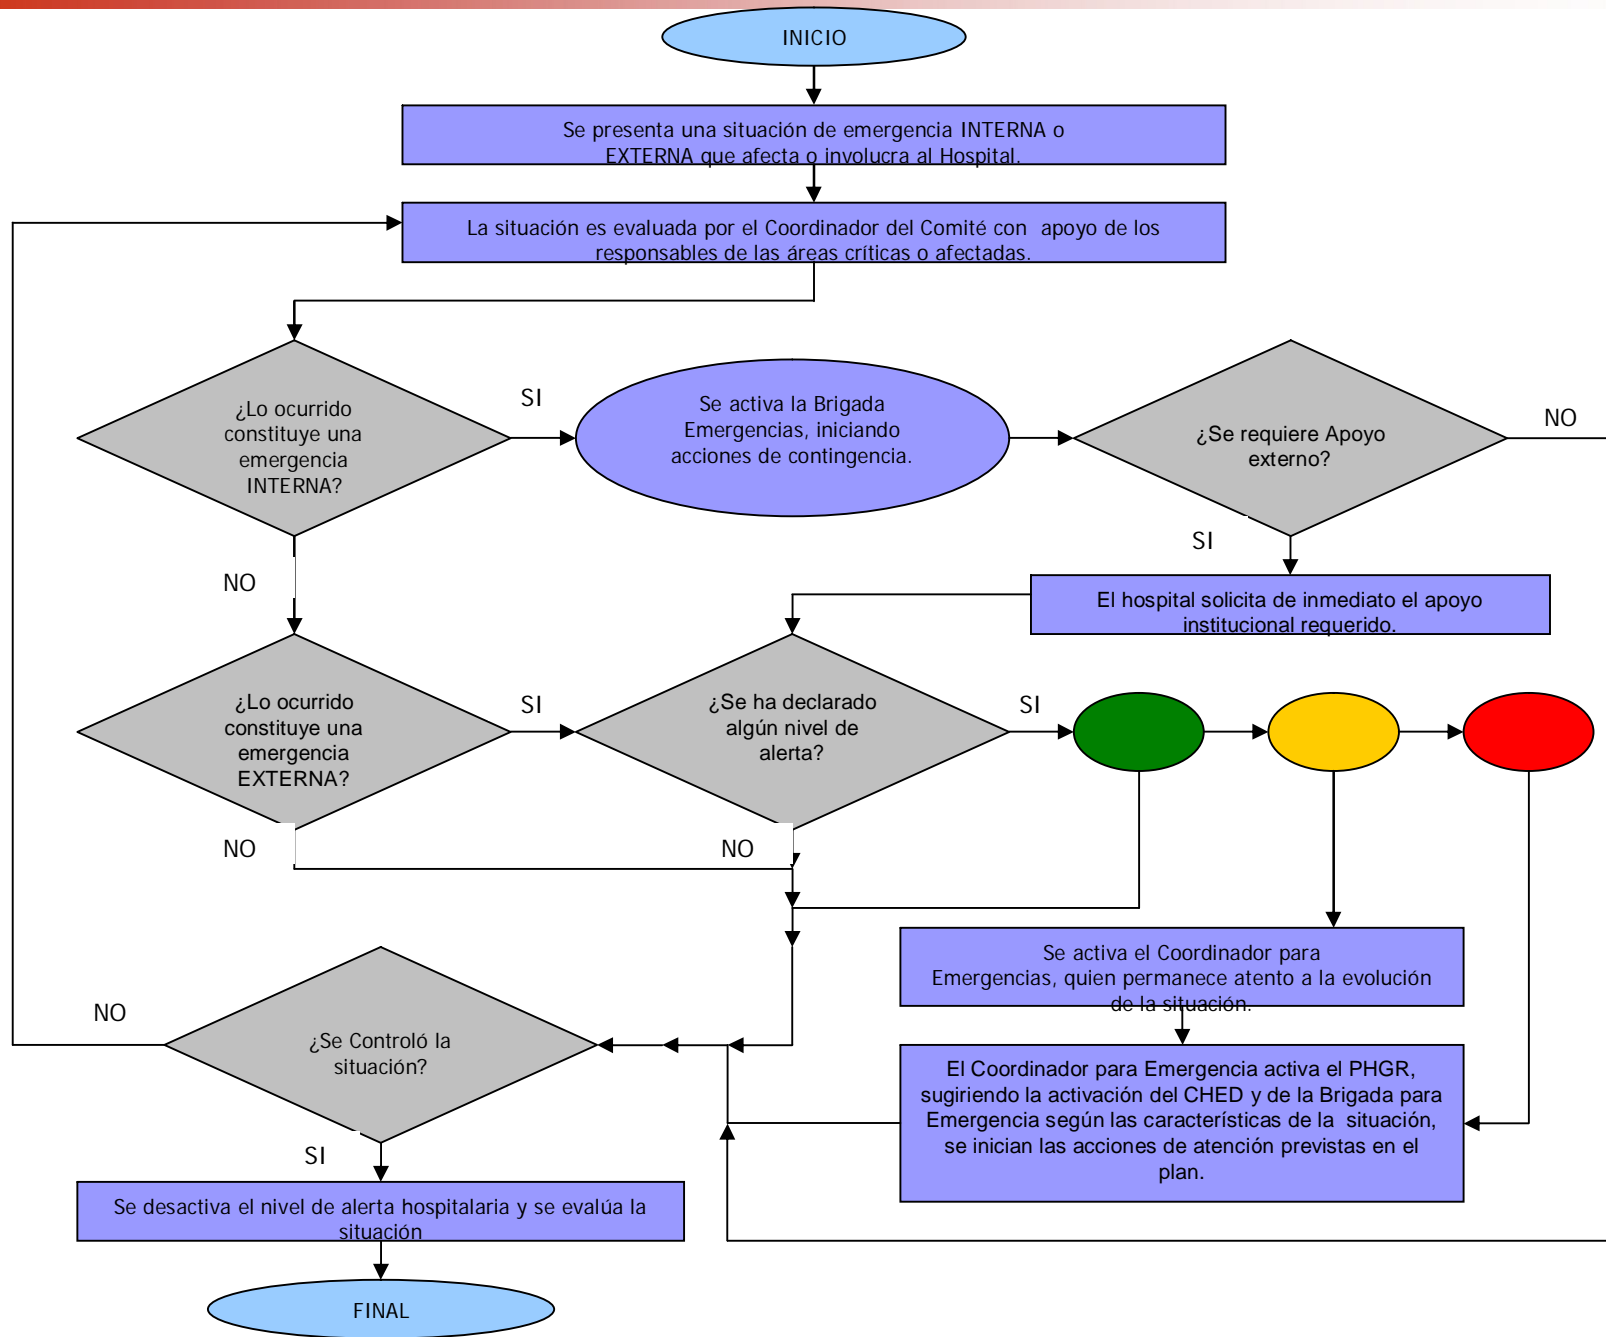 INICIO
Se presenta una situación de emergencia INTERNA o
EXTERNA que afecta o involucra al Hospital.
La situación es evaluada por el Coordinador del Comité con  apoyo de los
responsables de las áreas críticas o afectadas.
¿Lo ocurrido
constituye una
emergencia
INTERNA?
SI
Se activa la Brigada
Emergencias, iniciando
acciones de contingencia.
¿Se requiere Apoyo
externo?
NO
SI
NO
El hospital solicita de inmediato el apoyo
institucional requerido.
¿Lo ocurrido
constituye una
emergencia
EXTERNA?
SI
¿Se ha declarado
algún nivel de
alerta?
SI
NO
NO
Se activa el Coordinador para
Emergencias, quien permanece atento a la evolución
de la situación.
NO
¿Se Controló la
situación?
El Coordinador para Emergencia activa el PHGR,
sugiriendo la activación del CHED y de la Brigada para
Emergencia según las características de la  situación,
se inician las acciones de atención previstas en el
plan.
SI
Se desactiva el nivel de alerta hospitalaria y se evalúa la
situación
FINAL